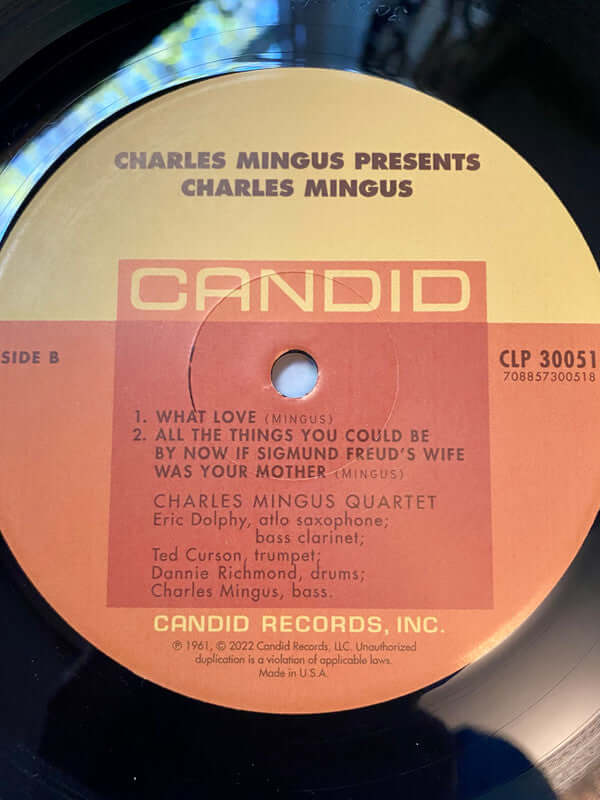 CHARLES MINGUS PRESENTS
CHARLES MINGUS
CANDID
SIDE B
CLP 30051
708857300518
1. WHAT LOVE (MINGUS)
2. ALL THE THINGS YOU COULD BE
BY NOW IF SIGMUND FREUD'S WIFE
WAS YOUR MOTHER (MINGUS)
CHARLES MINGUS QUARTET
Eric Dolphy, atlo saxophone;
bass clarinet;
Ted Curson, trumpet;
Dannie Richmond, drums;
Charles Mingus, bass.
CANDID RECORDS, INC.
℗ 1961, © 2022 Candid Records, LLC. Unauthorized
duplication is a violation of applicable laws.
Made in U.S.A.